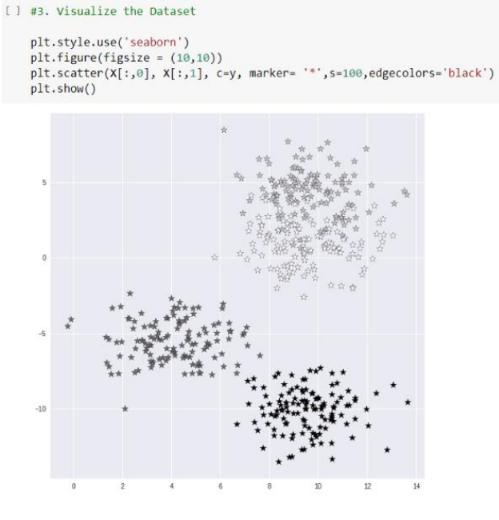 [ ] #3. Visualize the Dataset
plt.style.use('seaborn')
plt.figure(figsize = (10,10))
plt.scatter(X[:,0], X[:,1], c=y, marker= '*',s=100,edgecolors='black')
plt.show()
5
0
-5
-10
0 2 4 6 8 10 12 14